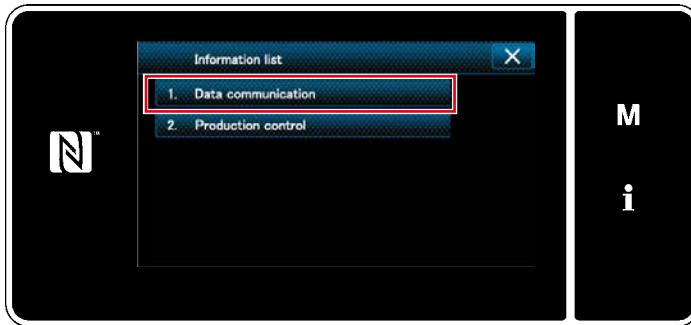 Information list
1. Data communication
2. Production control
M
i
N